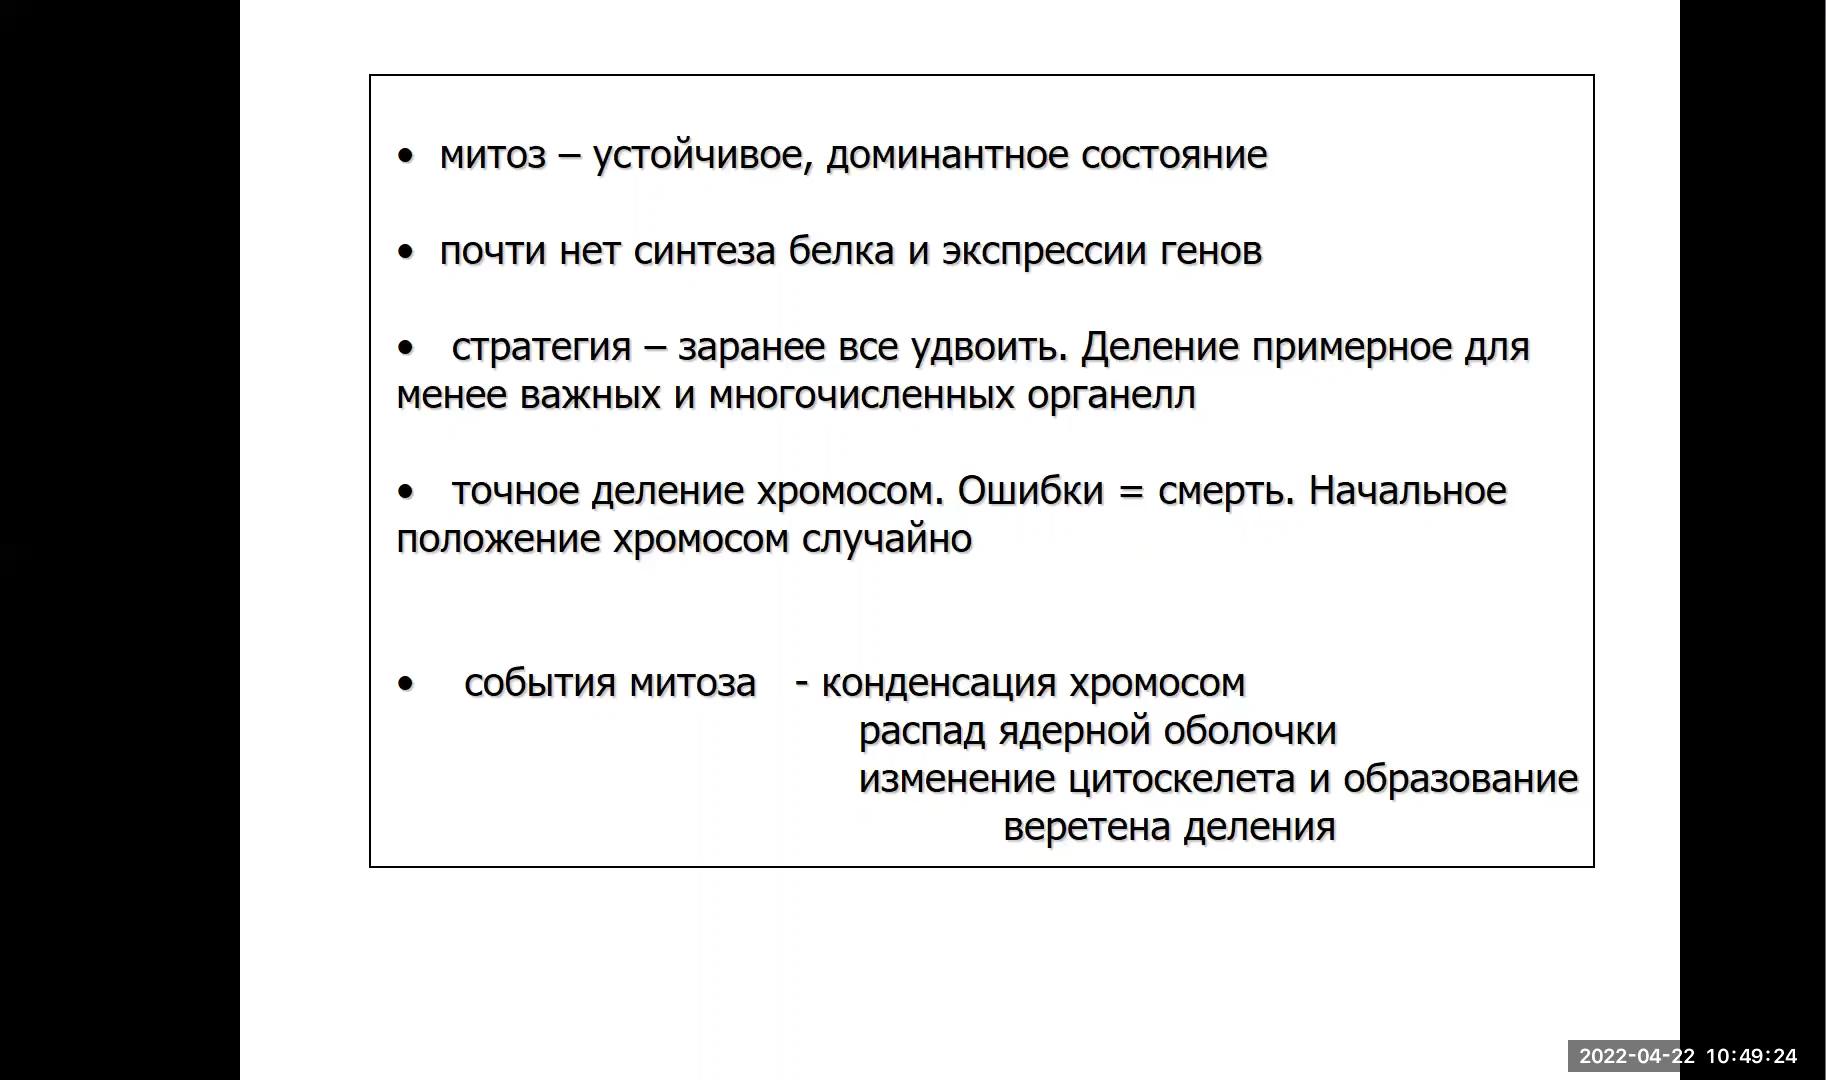 • митоз – устойчивое, доминантное состояние
• почти нет синтеза белка и экспрессии генов
• стратегия – заранее все удвоить. Деление примерное для
менее важных и многочисленных органелл
• точное деление хромосом. Ошибки = смерть. Начальное
положение хромосом случайно
• события митоза - конденсация хромосом
распад ядерной оболочки
изменение цитоскелета и образование
веретена деления
2022-04-22 10:49:24